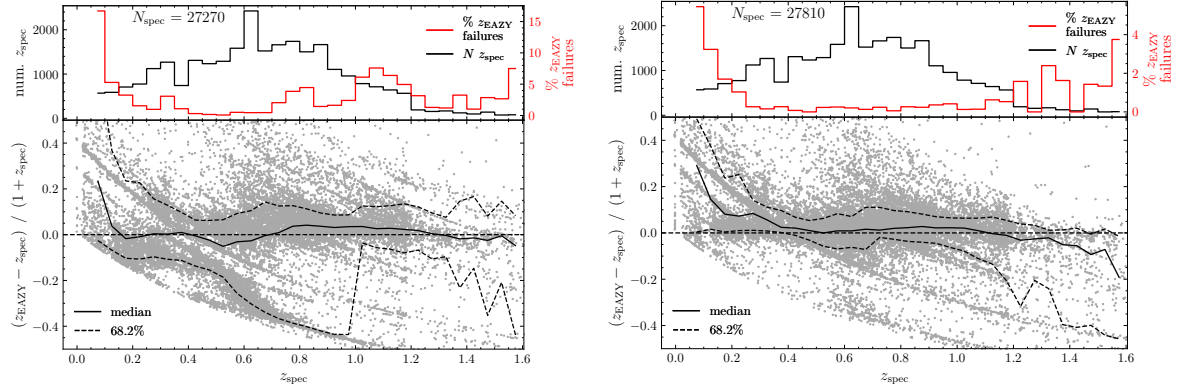 N_spec = 27270
% z_EAZY failures
N z_spec
num. z_spec
2000
1000
0
15
10
5
0
% z_EAZY failures
(z_EAZY − z_spec) / (1 + z_spec)
0.4
0.2
0.0
−0.2
−0.4
median
68.2%
0.0 0.2 0.4 0.6 0.8 1.0 1.2 1.4 1.6
z_spec
N_spec = 27810
% z_EAZY failures
N z_spec
num. z_spec
2000
1000
0
4
2
0
% z_EAZY failures
(z_EAZY − z_spec) / (1 + z_spec)
0.4
0.2
0.0
−0.2
−0.4
median
68.2%
0.0 0.2 0.4 0.6 0.8 1.0 1.2 1.4 1.6
z_spec